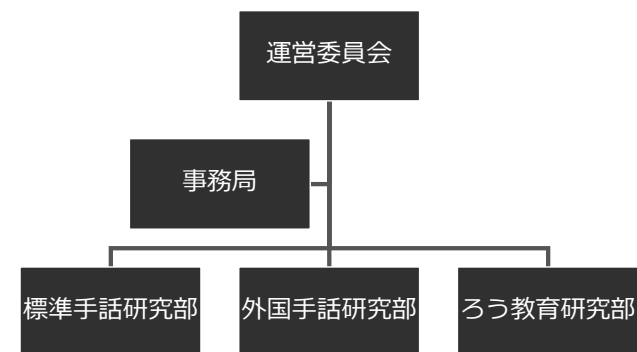 運営委員会
事務局
標準手話研究部
外国手話研究部
ろう教育研究部